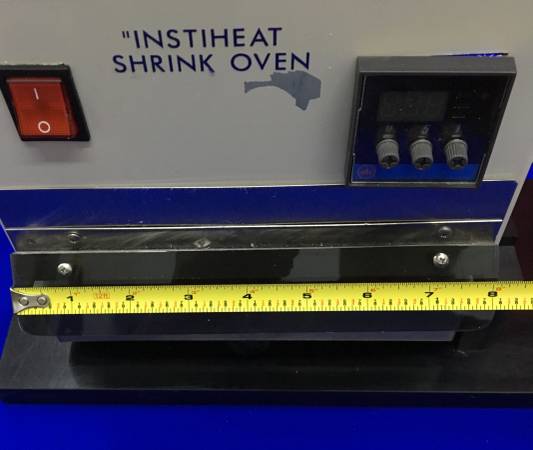 "INSTIHEAT
SHRINK OVEN
I
O
1 2 3 4 5 6 7 8